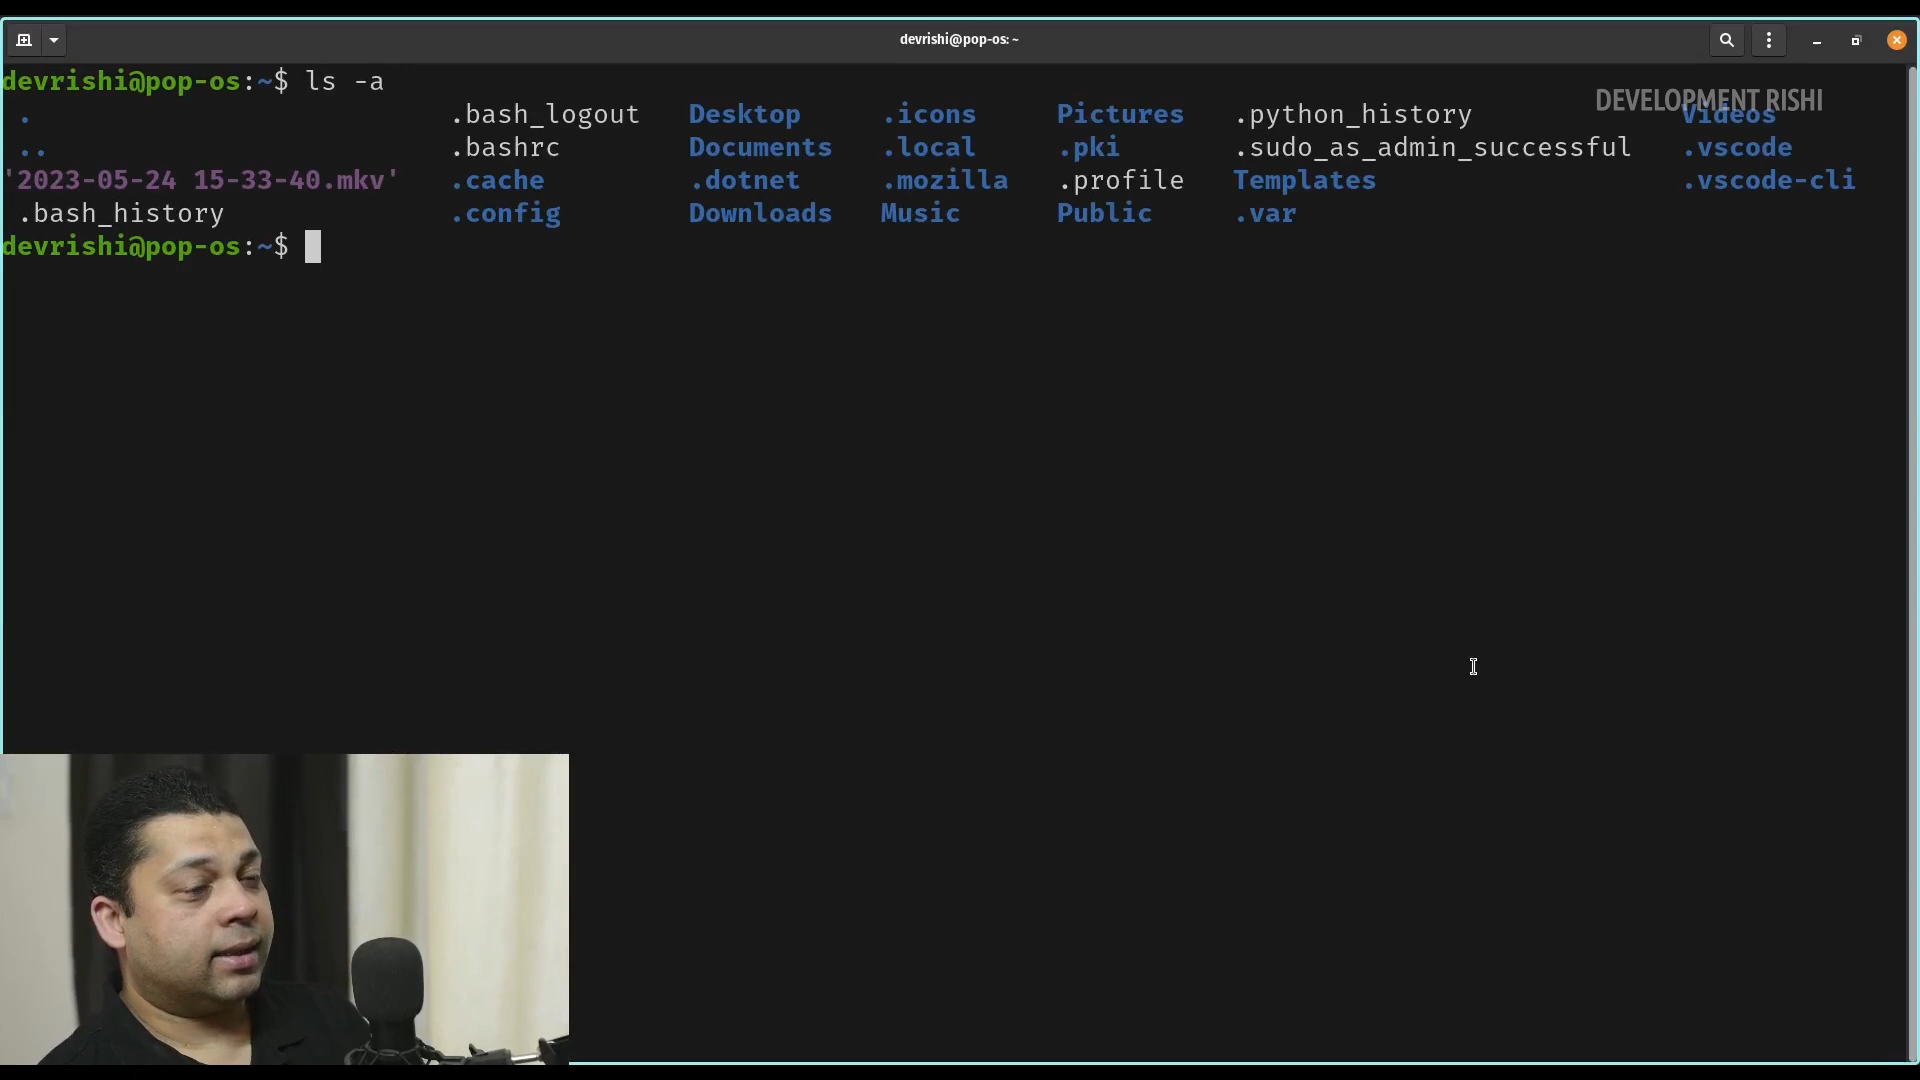 devrishi@pop-os: ~
devrishi@pop-os:~$ ls -a
DEVELOPMENT RISHI
. .bash_logout Desktop .icons Pictures .python_history Videos
.. .bashrc Documents .local .pki .sudo_as_admin_successful .vscode
'2023-05-24 15-33-40.mkv' .cache .dotnet .mozilla .profile Templates .vscode-cli
.bash_history .config Downloads Music Public .var
devrishi@pop-os:~$